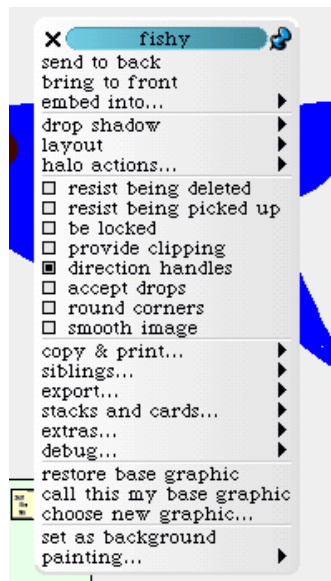 fishy
send to back
bring to front
embed into...
drop shadow
layout
halo actions...
resist being deleted
resist being picked up
be locked
provide clipping
direction handles
accept drops
round corners
smooth image
copy & print...
siblings...
export...
stacks and cards...
extras...
debug...
restore base graphic
call this my base graphic
choose new graphic...
set as background
painting...